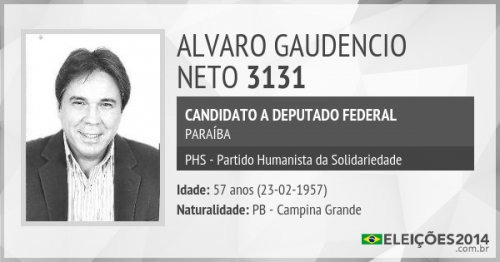 ALVARO GAUDENCIO
NETO 3131
CANDIDATO A DEPUTADO FEDERAL
PARAÍBA
PHS - Partido Humanista da Solidariedade
Idade: 57 anos (23-02-1957)
Naturalidade: PB - Campina Grande
ELEIÇÕES2014
.com.br